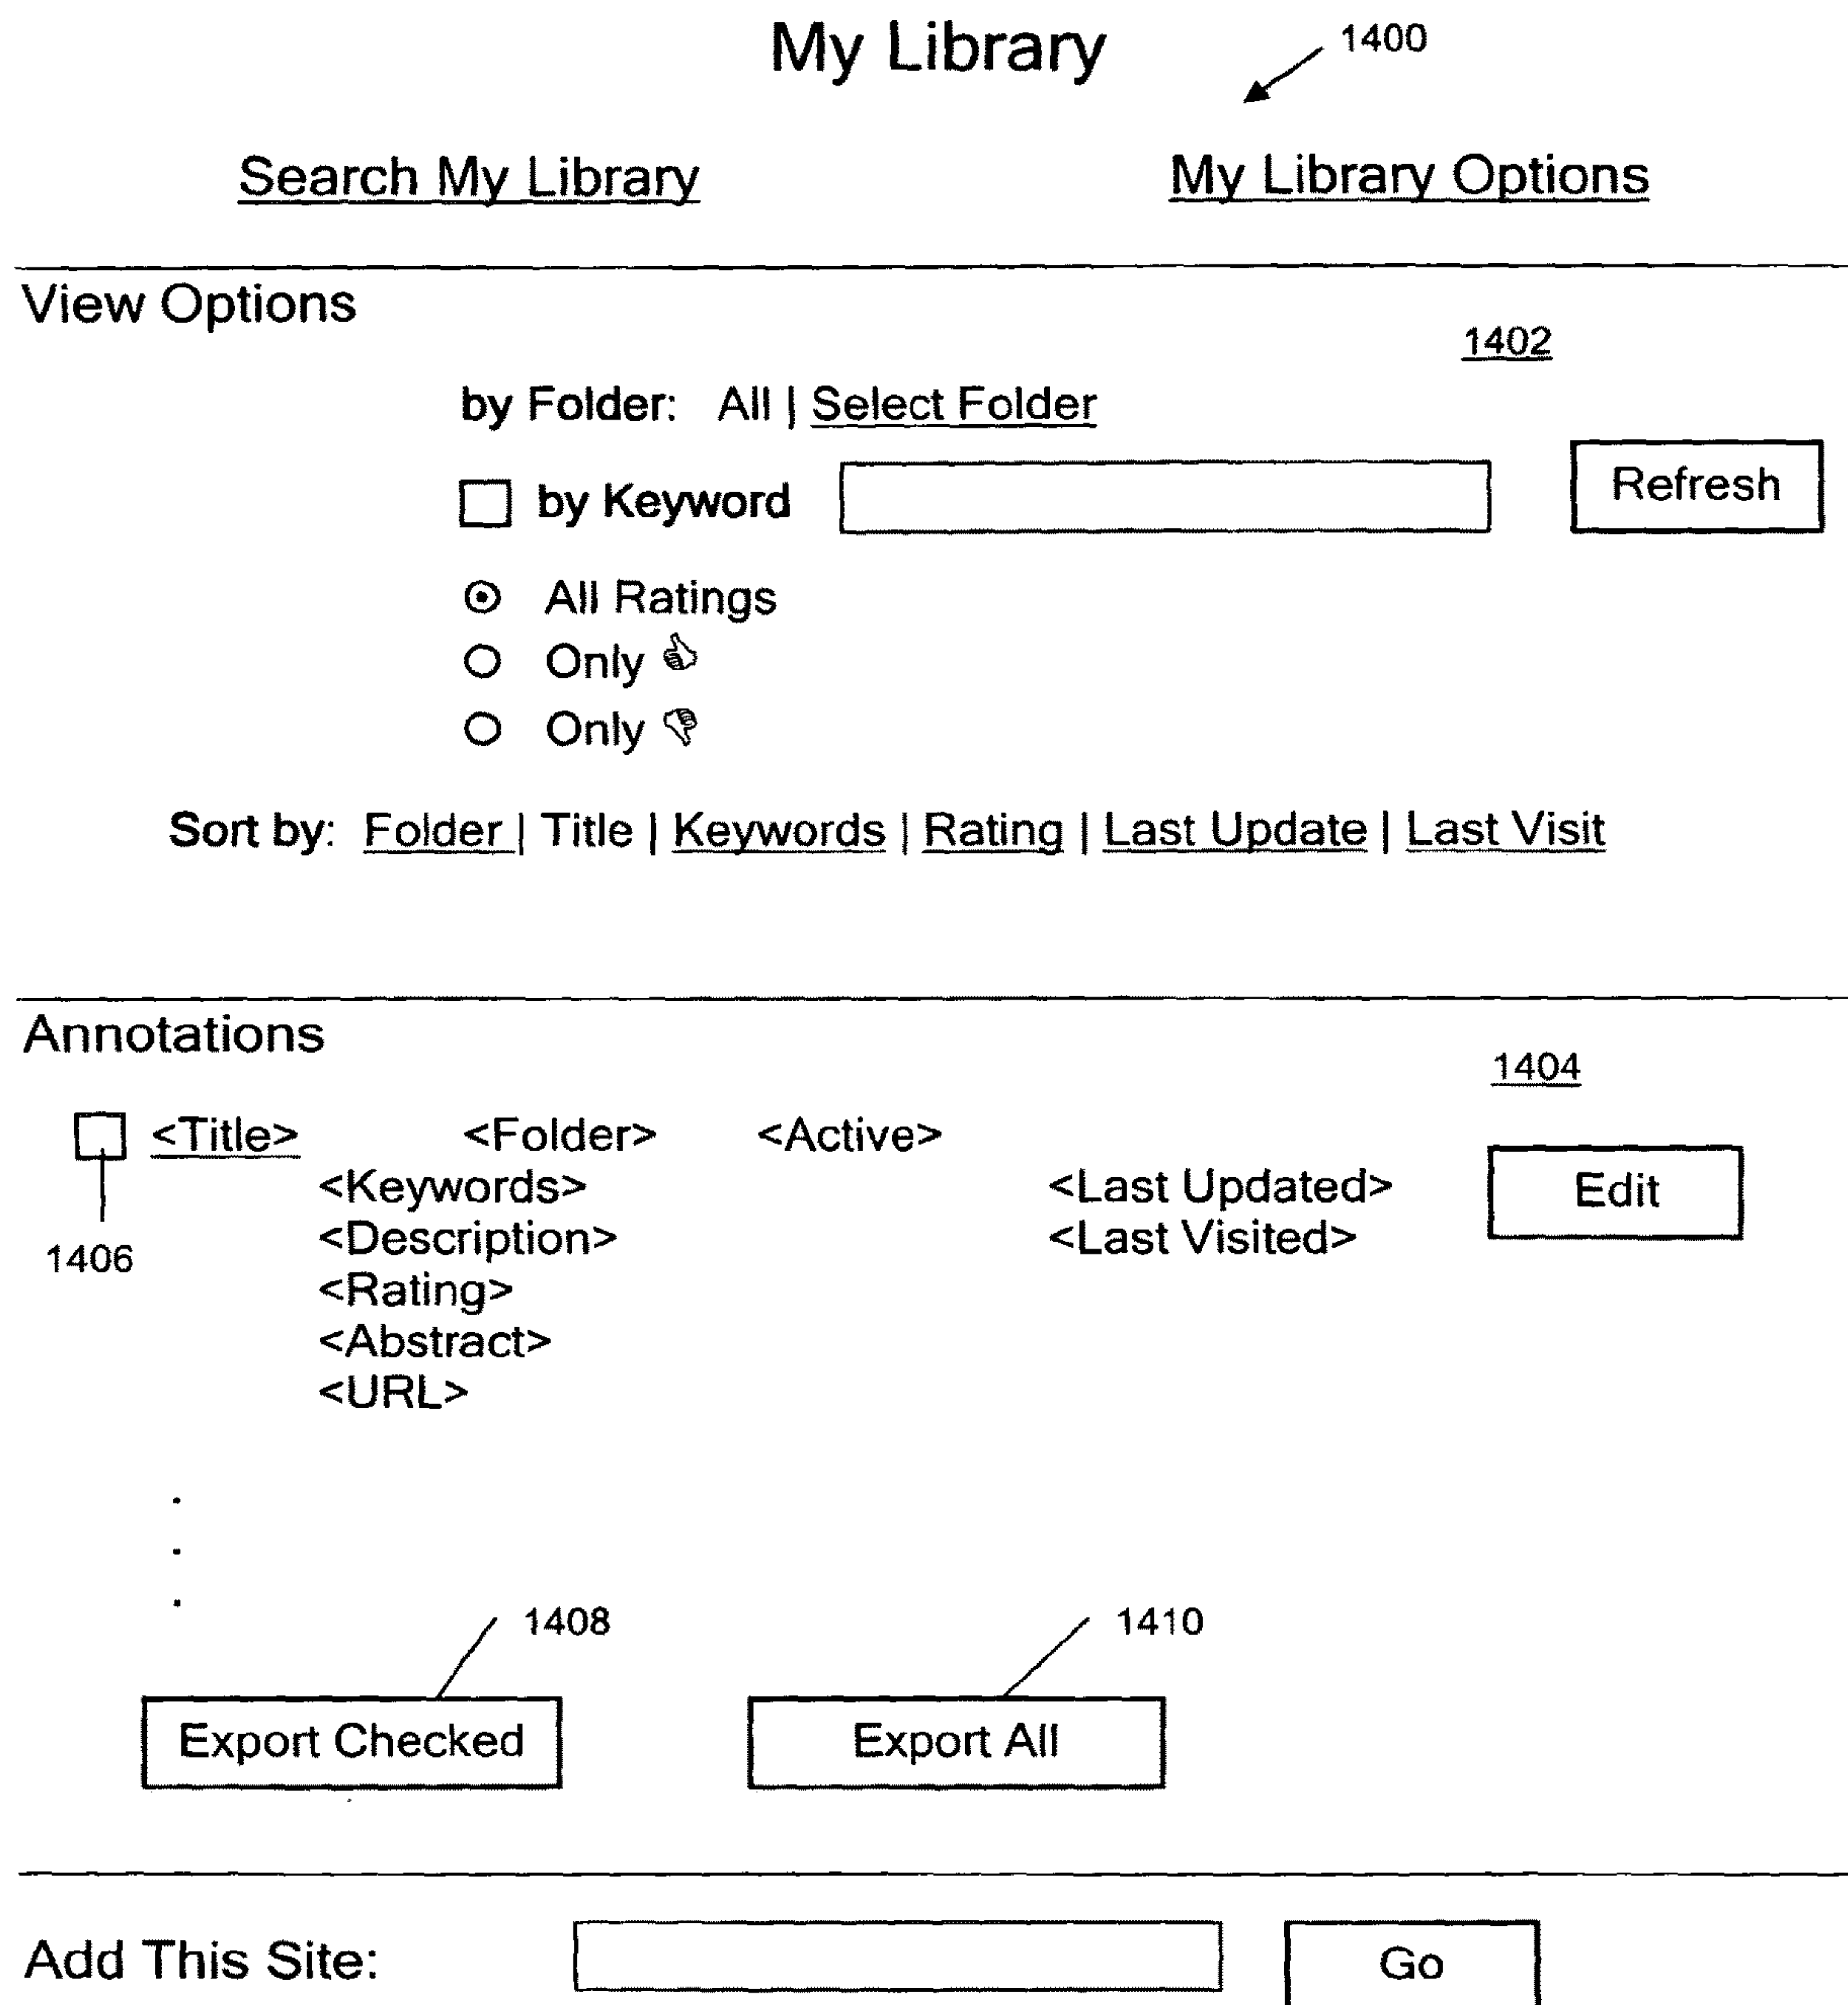 My Library
1400
Search My Library My Library Options
View Options
1402
by Folder: All | Select Folder
by Keyword
Refresh
All Ratings
Only
Only
Sort by: Folder | Title | Keywords | Rating | Last Update | Last Visit
Annotations
1404
<Title> <Folder> <Active>
<Keywords> <Last Updated>
Edit
<Description> <Last Visited>
1406
<Rating>
<Abstract>
<URL>
1408 1410
Export Checked Export All
Add This Site: Go